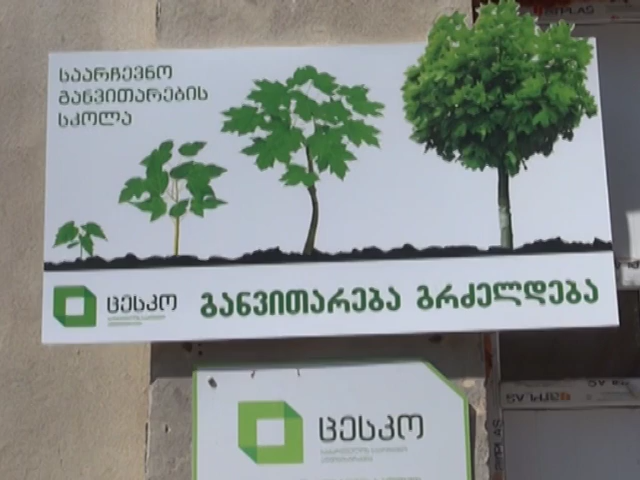 საარჩევნო
განვითარების
სკოლა
ცესკო
განვითარება გრძელდება
ცესკო